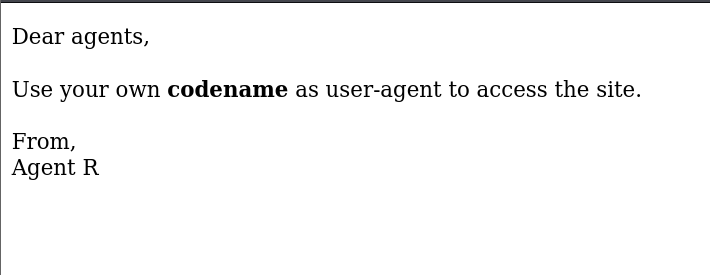 Dear agents,
Use your own codename as user-agent to access the site.
From,
Agent R